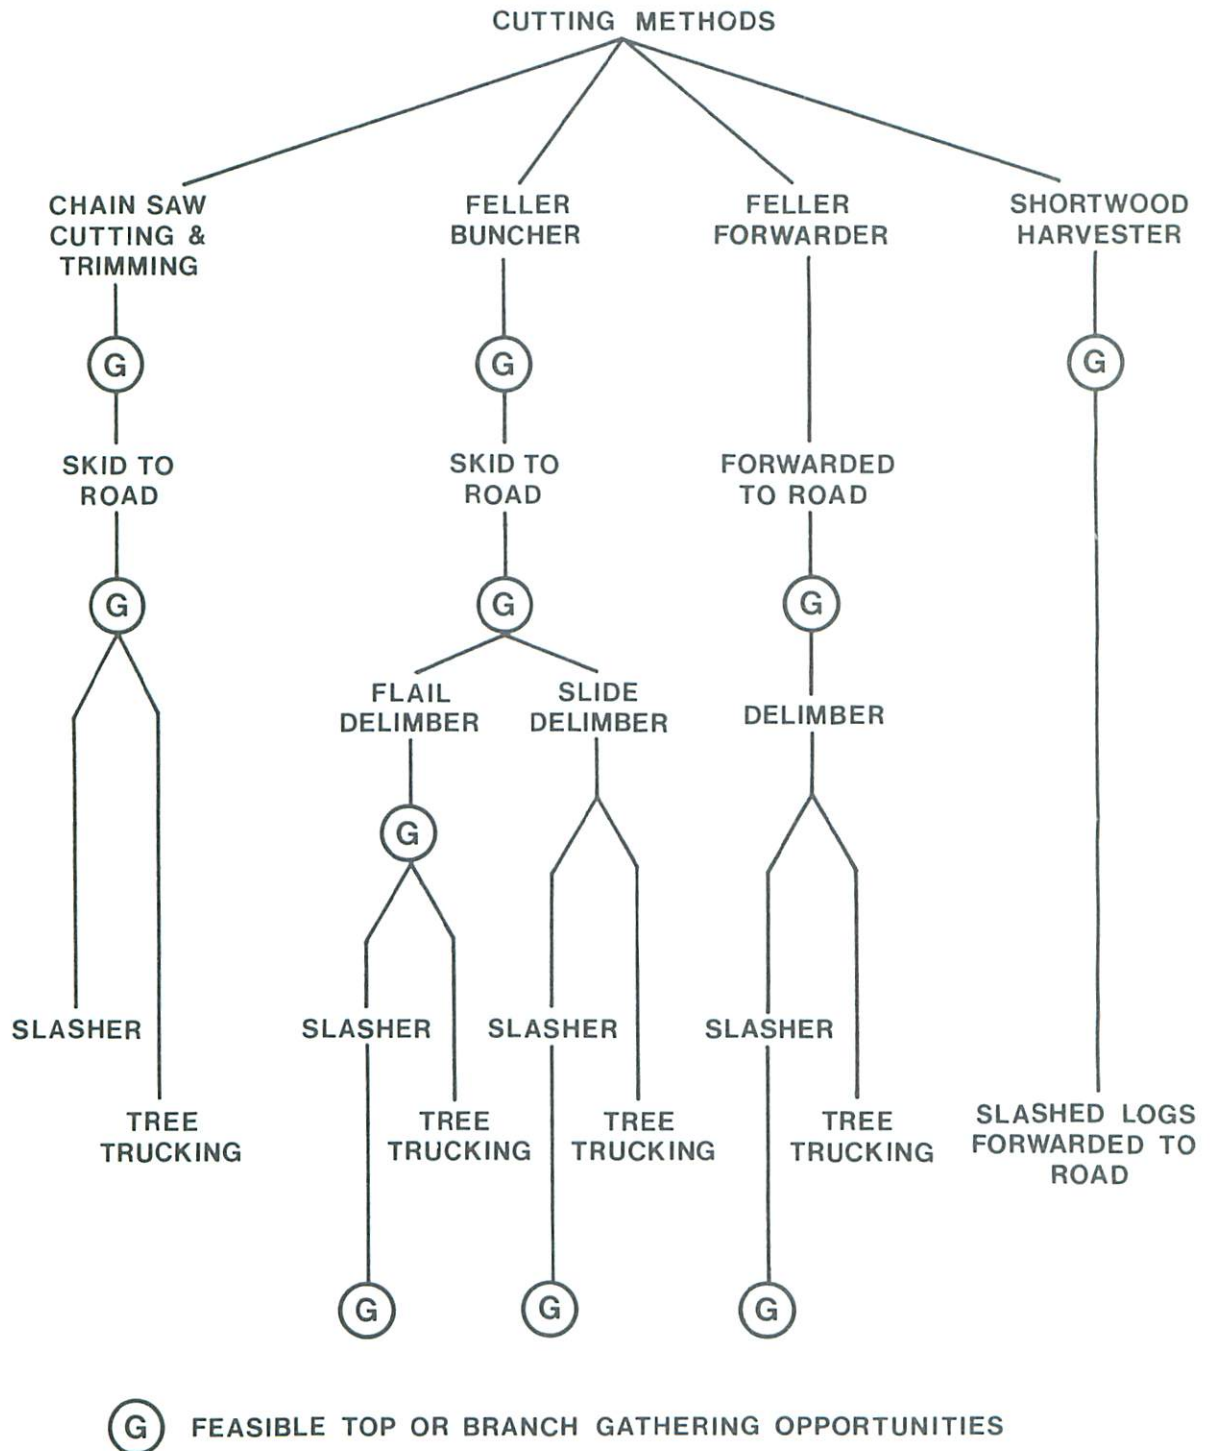 CUTTING METHODS
CHAIN SAW
CUTTING &
TRIMMING
FELLER
BUNCHER
FELLER
FORWARDER
SHORTWOOD
HARVESTER
G
G
G
SKID TO
ROAD
SKID TO
ROAD
FORWARDED
TO ROAD
G
G
G
FLAIL
DELIMBER
SLIDE
DELIMBER
DELIMBER
G
SLASHER
SLASHER
SLASHER
SLASHER
TREE
TRUCKING
TREE
TRUCKING
TREE
TRUCKING
TREE
TRUCKING
SLASHED LOGS
FORWARDED TO
ROAD
G
G
G
G FEASIBLE TOP OR BRANCH GATHERING OPPORTUNITIES